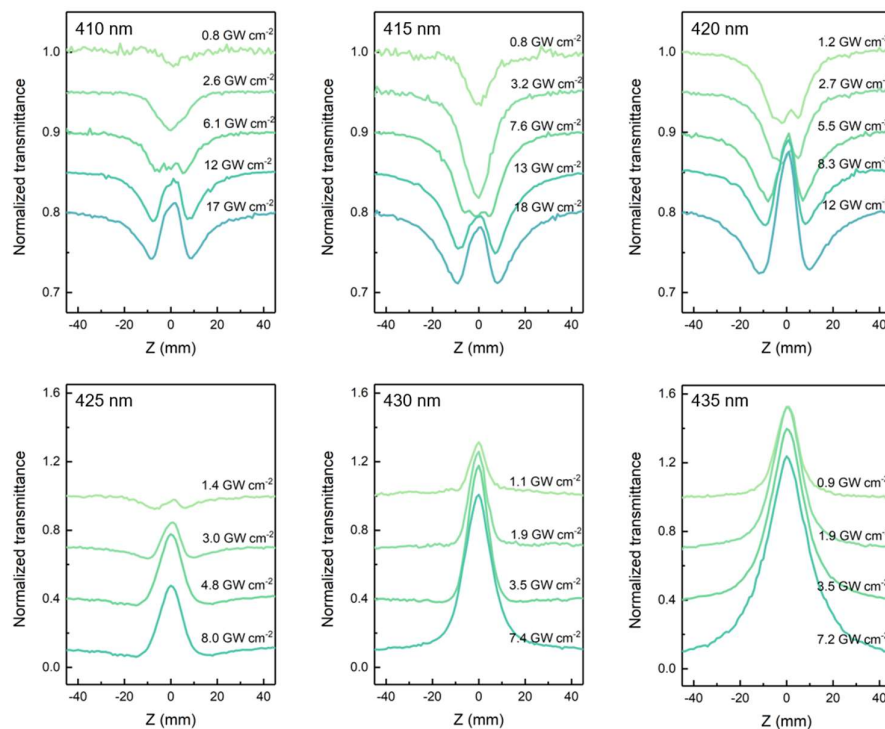 410 nm
1.0
0.9
0.8
0.7
Normalized transmittance
0.8 GW cm-2
2.6 GW cm-2
6.1 GW cm-2
12 GW cm-2
17 GW cm-2
-40 -20 0 20 40
Z (mm)
415 nm
1.0
0.9
0.8
0.7
Normalized transmittance
0.8 GW cm-2
3.2 GW cm-2
7.6 GW cm-2
13 GW cm-2
18 GW cm-2
-40 -20 0 20 40
Z (mm)
420 nm
1.0
0.9
0.8
0.7
Normalized transmittance
1.2 GW cm-2
2.7 GW cm-2
5.5 GW cm-2
8.3 GW cm-2
12 GW cm-2
-40 -20 0 20 40
Z (mm)
425 nm
1.6
1.2
0.8
0.4
0.0
Normalized transmittance
1.4 GW cm-2
3.0 GW cm-2
4.8 GW cm-2
8.0 GW cm-2
-40 -20 0 20 40
Z (mm)
430 nm
1.6
1.2
0.8
0.4
0.0
Normalized transmittance
1.1 GW cm-2
1.9 GW cm-2
3.5 GW cm-2
7.4 GW cm-2
-40 -20 0 20 40
Z (mm)
435 nm
1.6
1.2
0.8
0.4
0.0
Normalized transmittance
0.9 GW cm-2
1.9 GW cm-2
3.5 GW cm-2
7.2 GW cm-2
-40 -20 0 20 40
Z (mm)